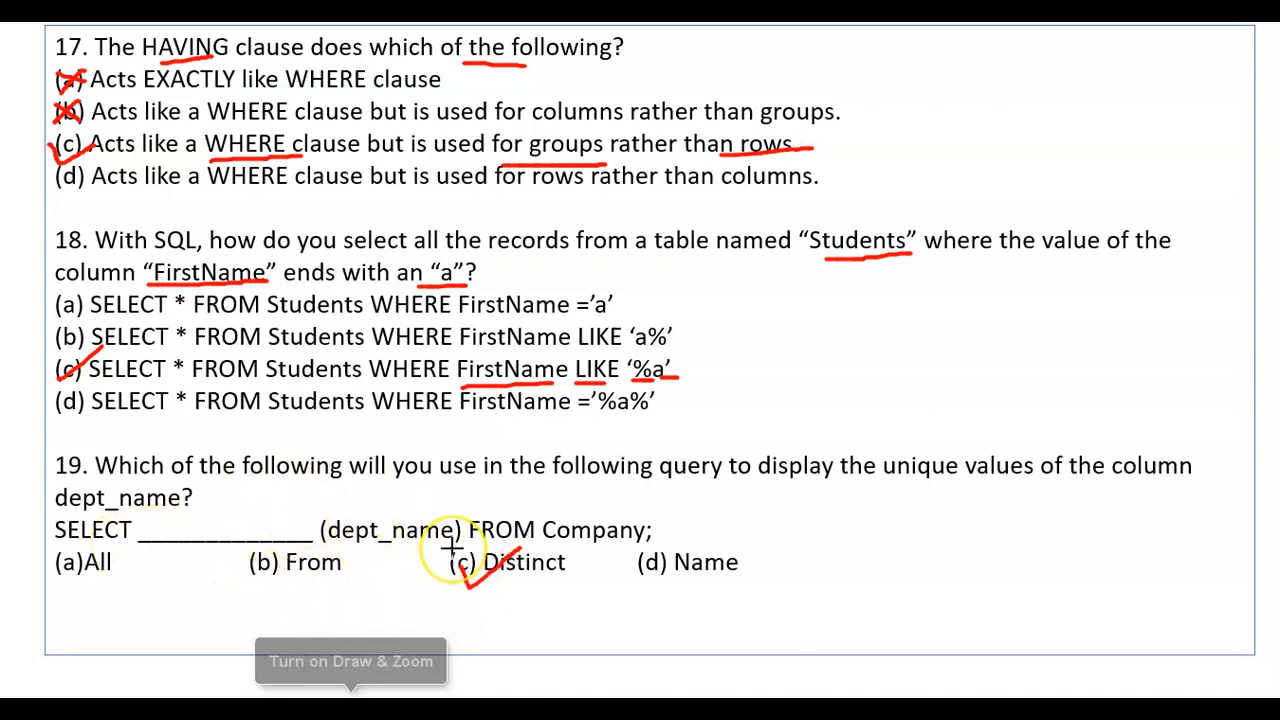 17. The HAVING clause does which of the following?
(a) Acts EXACTLY like WHERE clause
(b) Acts like a WHERE clause but is used for columns rather than groups.
(c) Acts like a WHERE clause but is used for groups rather than rows.
(d) Acts like a WHERE clause but is used for rows rather than columns.
18. With SQL, how do you select all the records from a table named “Students” where the value of the
column “FirstName” ends with an “a”?
(a) SELECT * FROM Students WHERE FirstName =’a’
(b) SELECT * FROM Students WHERE FirstName LIKE ‘a%’
(c) SELECT * FROM Students WHERE FirstName LIKE ‘%a’
(d) SELECT * FROM Students WHERE FirstName =’%a%’
19. Which of the following will you use in the following query to display the unique values of the column
dept_name?
SELECT _____________ (dept_name) FROM Company;
(a)All (b) From (c) Distinct (d) Name
Turn on Draw & Zoom